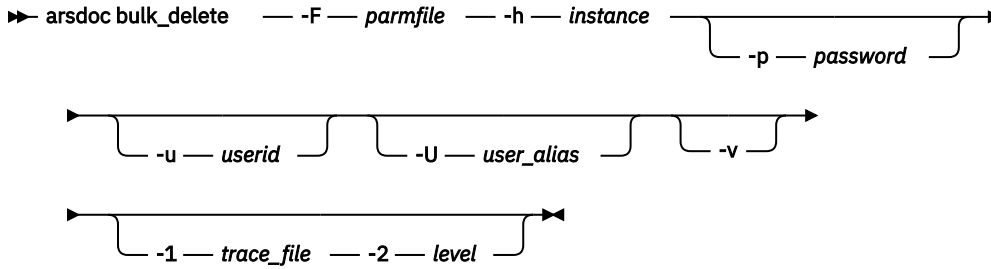 arsdoc bulk_delete -F parmfile -h instance
-p password
-u userid -U user_alias -v
-1 trace_file -2 level